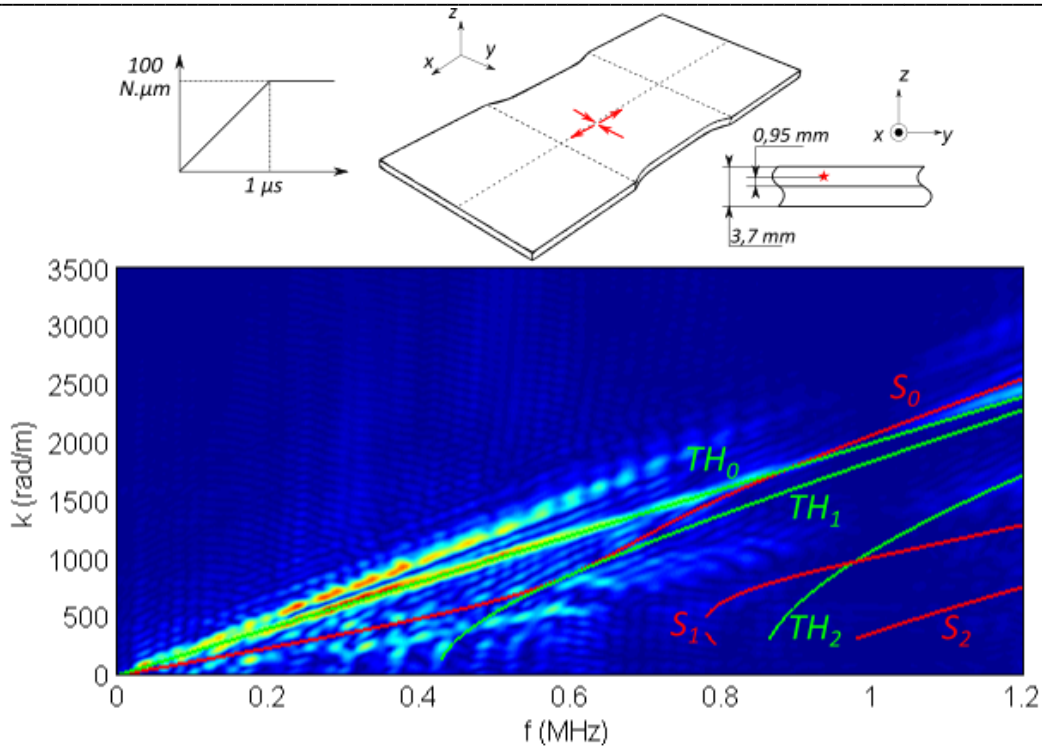 100
N.µm
1 µs
z
y
x
z
x
y
0,95 mm
3,7 mm
3500
3000
2500
2000
1500
1000
500
0
k (rad/m)
S₀
TH₀
TH₁
S₁
TH₂
S₂
0
0.2
0.4
0.6
0.8
1
1.2
f (MHz)